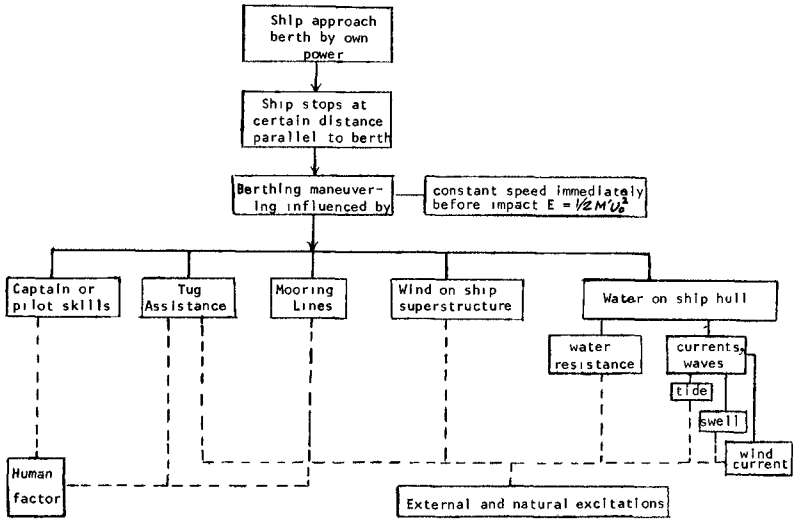 Ship approach
berth by own
power
Ship stops at
certain distance
parallel to berth
Berthing maneuver-
ing influenced by
constant speed immediately
before impact E = 1/2 M'U₀²
Captain or
pilot skills
Tug
Assistance
Mooring
Lines
Wind on ship
superstructure
Water on ship hull
water
resistance
currents,
waves
tide
swell
wind
current
Human
factor
External and natural excitations